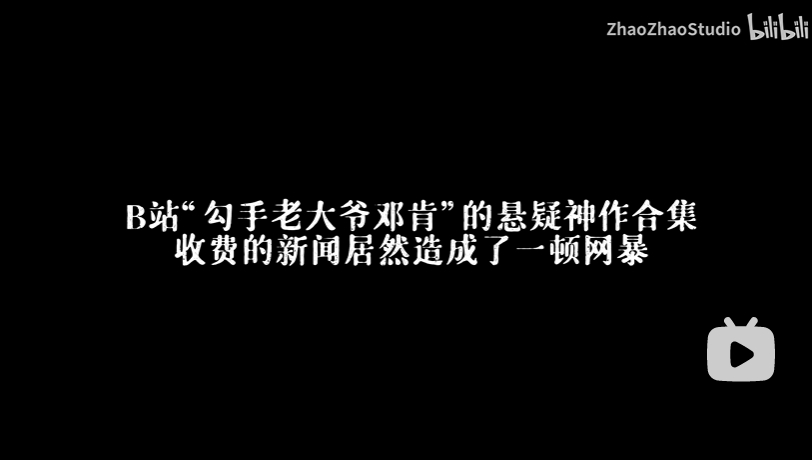 ZhaoZhaoStudio bilibili
B站“勾手老大爷邓肯”的悬疑神作合集
收费的新闻居然造成了一顿网暴